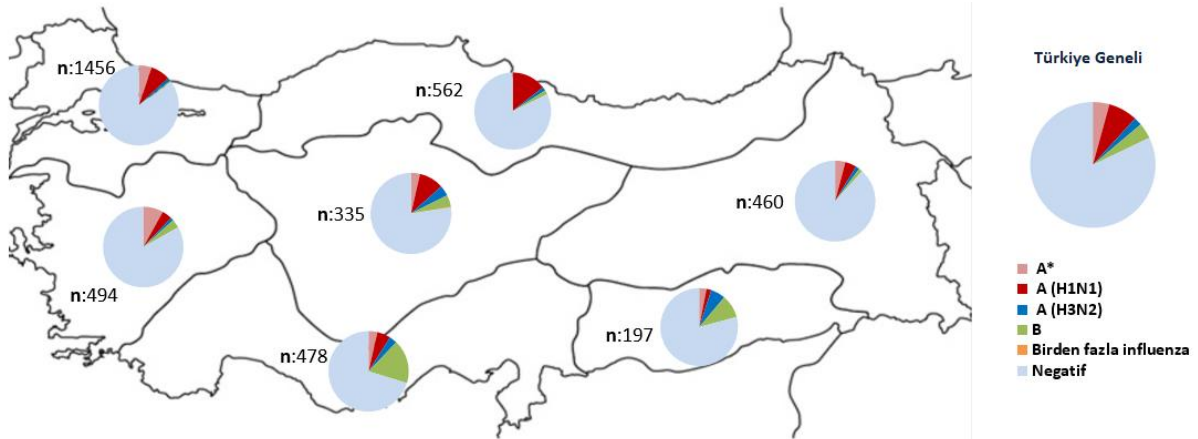 n:1456
n:562
n:335
n:460
n:494
n:478
n:197
Türkiye Geneli
A*
A (H1N1)
A (H3N2)
B
Birden fazla influenza
Negatif